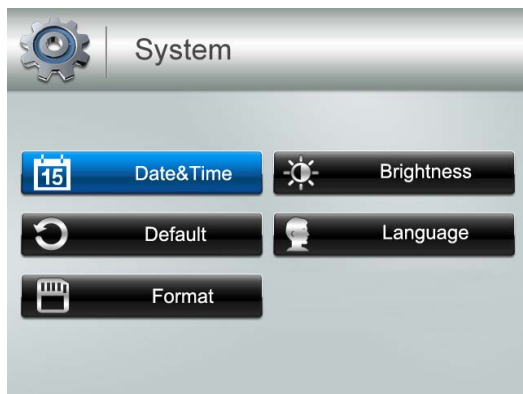 System
15
Date&Time
Brightness
Default
Language
Format